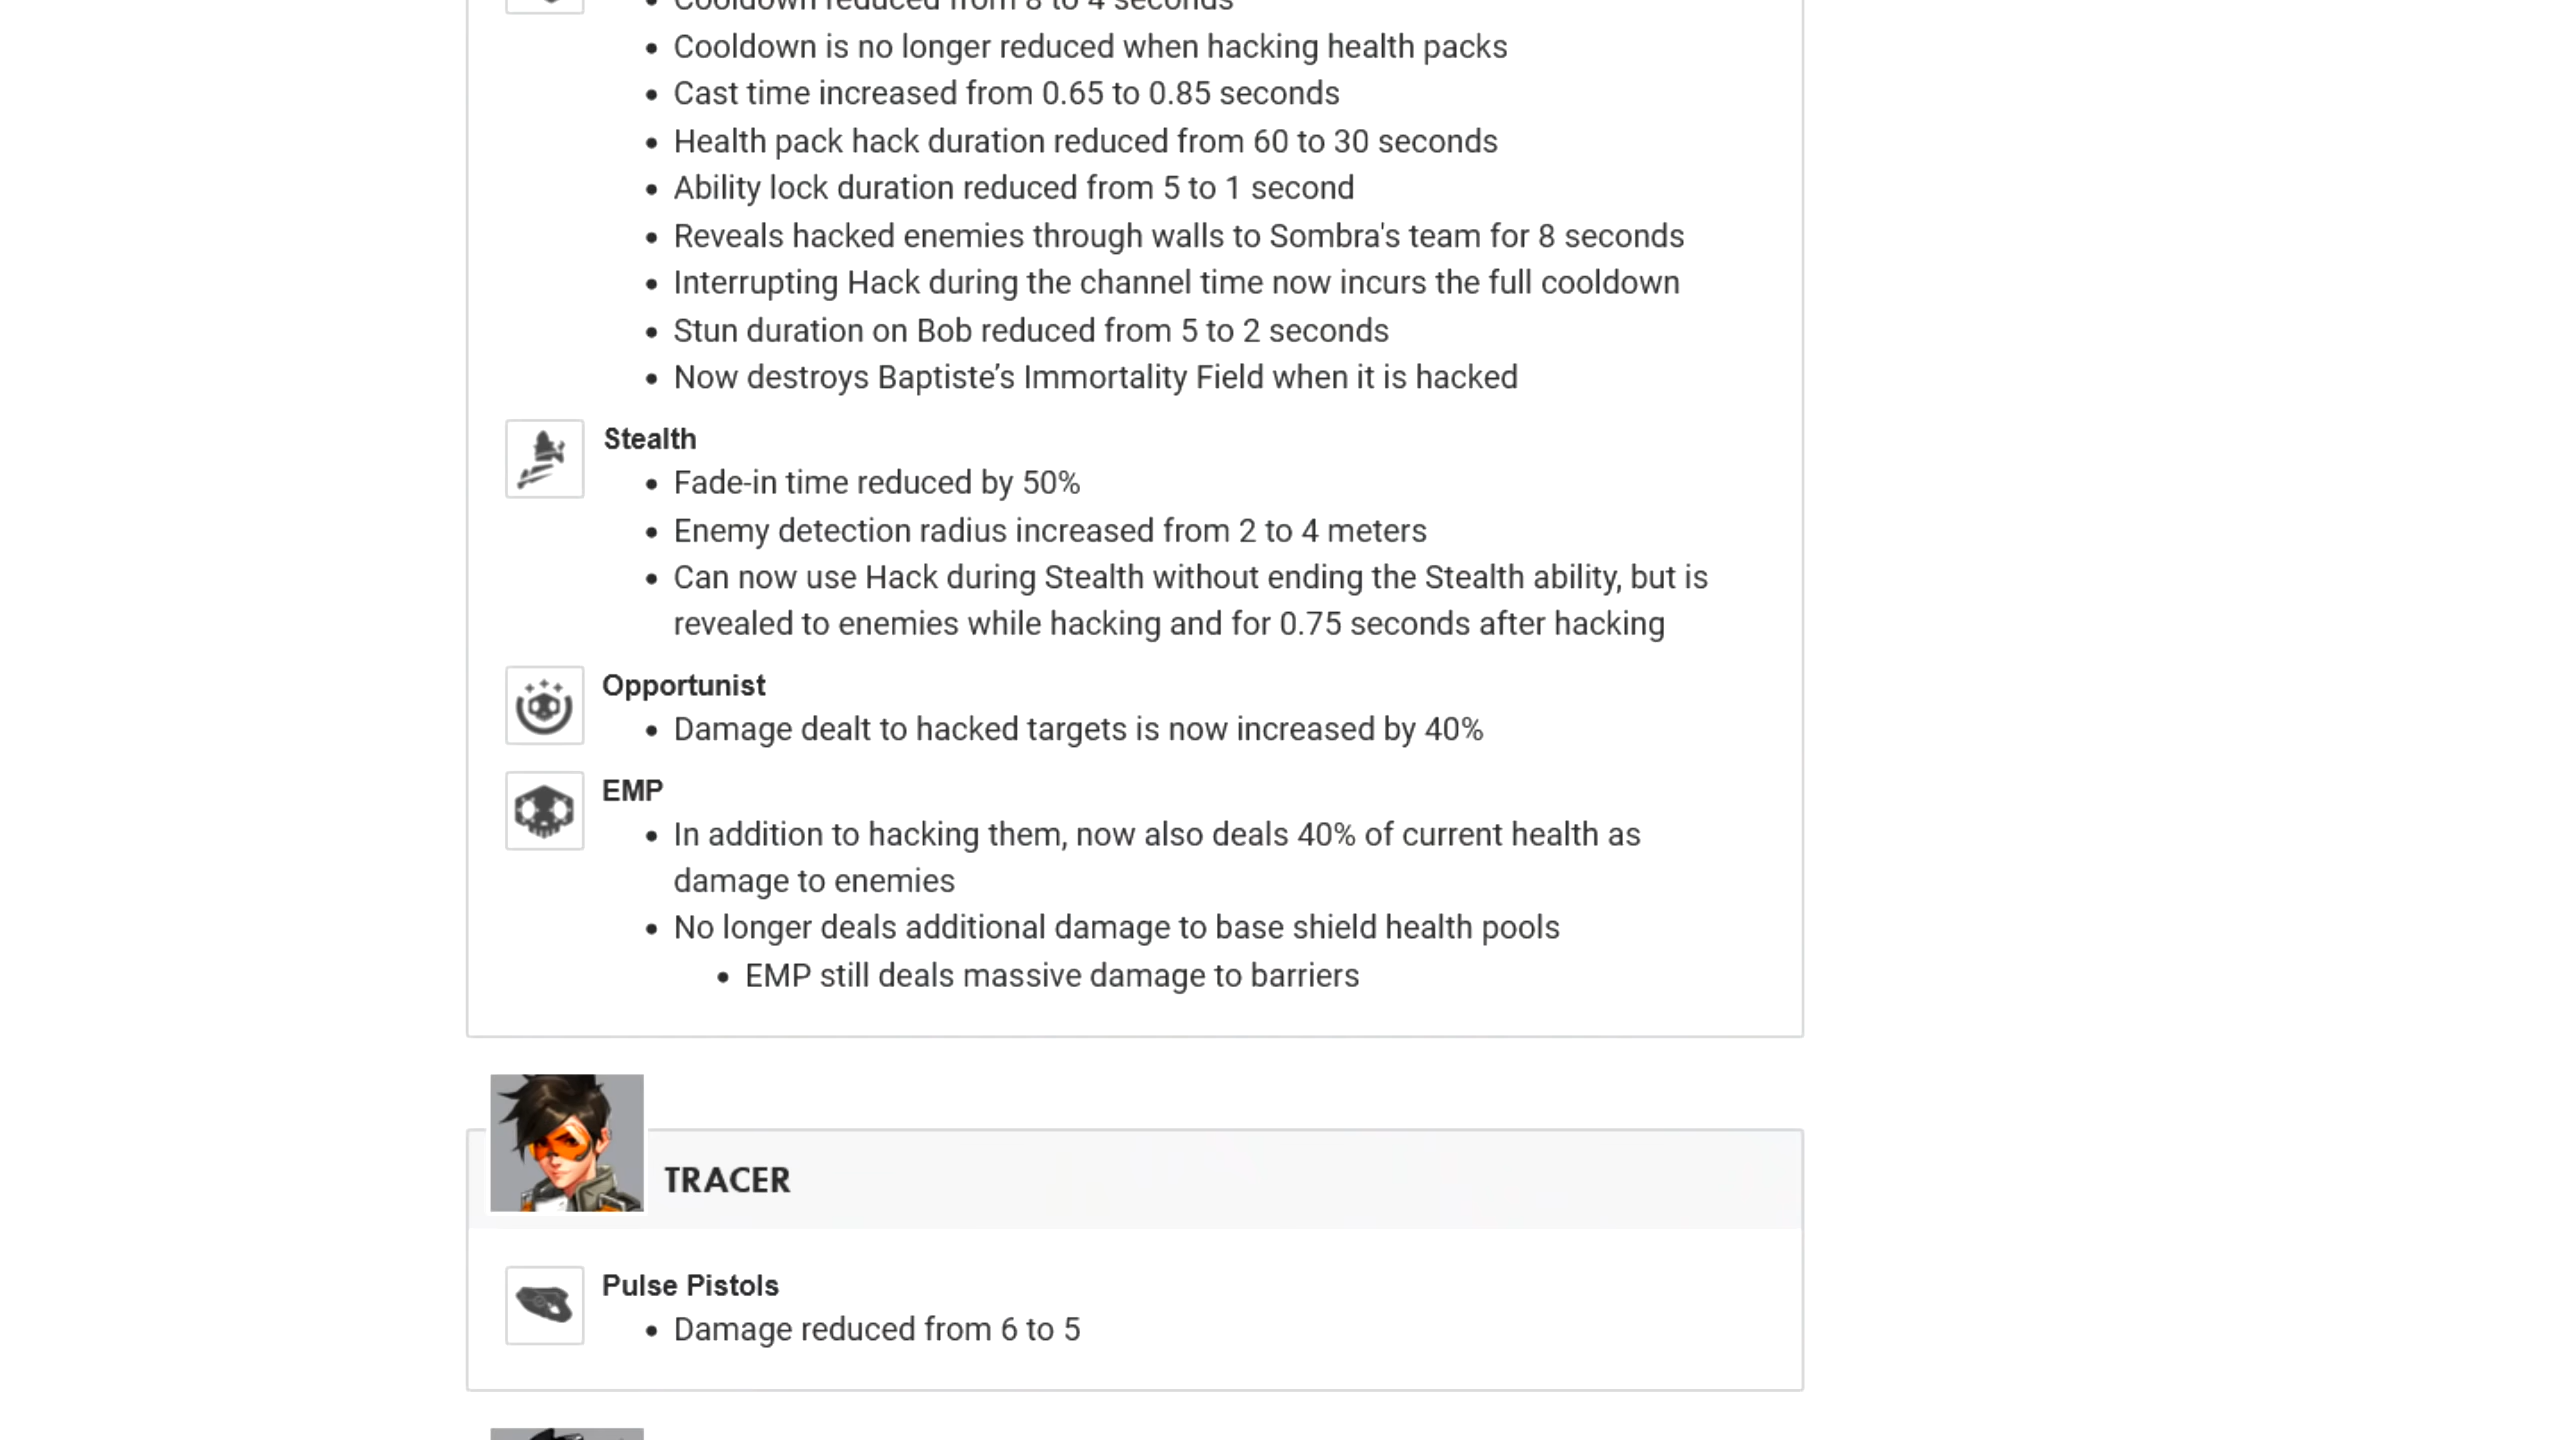 Cooldown reduced from 8 to 4 seconds
Cooldown is no longer reduced when hacking health packs
Cast time increased from 0.65 to 0.85 seconds
Health pack hack duration reduced from 60 to 30 seconds
Ability lock duration reduced from 5 to 1 second
Reveals hacked enemies through walls to Sombra's team for 8 seconds
Interrupting Hack during the channel time now incurs the full cooldown
Stun duration on Bob reduced from 5 to 2 seconds
Now destroys Baptiste’s Immortality Field when it is hacked
Stealth
Fade-in time reduced by 50%
Enemy detection radius increased from 2 to 4 meters
Can now use Hack during Stealth without ending the Stealth ability, but is
revealed to enemies while hacking and for 0.75 seconds after hacking
Opportunist
Damage dealt to hacked targets is now increased by 40%
EMP
In addition to hacking them, now also deals 40% of current health as
damage to enemies
No longer deals additional damage to base shield health pools
EMP still deals massive damage to barriers
TRACER
Pulse Pistols
Damage reduced from 6 to 5